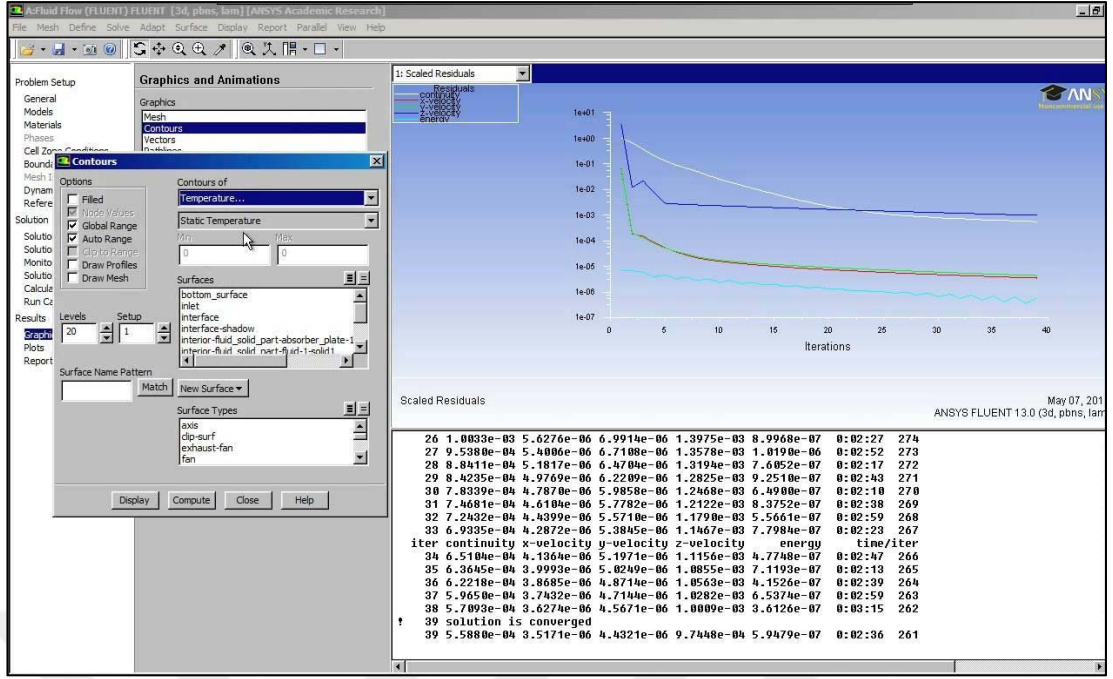 A:Fluid Flow (FLUENT) FLUENT [3d, pbns, lam] [ANSYS Academic Research]
File Mesh Define Solve Adapt Surface Display Report Parallel View Help
Problem Setup
General
Models
Materials
Phases
Cell Zone Conditions
Bounda
Mesh I
Dynam
Refere
Solution
Solutio
Solutio
Monito
Solutio
Calcula
Run Ca
Results
Graphi
Plots
Report
Graphics and Animations
Graphics
Mesh
Contours
Vectors
Pathlines
Contours
Options
Filled
Node Values
Global Range
Auto Range
Clip to Range
Draw Profiles
Draw Mesh
Contours of
Temperature...
Static Temperature
Min
Max
0
0
Surfaces
bottom_surface
inlet
interface
interface-shadow
interior-fluid_solid_part-absorber_plate-1
interior-fluid_solid_part-fluid-1-solid1
Levels
Setup
20
1
Surface Name Pattern
Match
New Surface
Surface Types
axis
clip-surf
exhaust-fan
fan
Display
Compute
Close
Help
1: Scaled Residuals
Residuals
continuity
x-velocity
y-velocity
z-velocity
energy
ANSY
Noncommercial use
1e+01
1e+00
1e-01
1e-02
1e-03
1e-04
1e-05
1e-06
1e-07
0 5 10 15 20 25 30 35 40
Iterations
Scaled Residuals
May 07, 201
ANSYS FLUENT 13.0 (3d, pbns, lam
26 1.0033e-03 5.6276e-06 6.9914e-06 1.3975e-03 8.9968e-07 0:02:27 274
27 9.5380e-04 5.4006e-06 6.7108e-06 1.3578e-03 1.0190e-06 0:02:52 273
28 8.8411e-04 5.1817e-06 6.4704e-06 1.3194e-03 7.6052e-07 0:02:17 272
29 8.4235e-04 4.9769e-06 6.2209e-06 1.2825e-03 9.2510e-07 0:02:43 271
30 7.8339e-04 4.7870e-06 5.9858e-06 1.2468e-03 6.4900e-07 0:02:10 270
31 7.4681e-04 4.6104e-06 5.7782e-06 1.2122e-03 8.3752e-07 0:02:38 269
32 7.2432e-04 4.4399e-06 5.5710e-06 1.1790e-03 5.5661e-07 0:02:59 268
33 6.9335e-04 4.2872e-06 5.3845e-06 1.1467e-03 7.7984e-07 0:02:23 267
iter continuity x-velocity y-velocity z-velocity energy time/iter
34 6.5104e-04 4.1364e-06 5.1971e-06 1.1156e-03 4.7748e-07 0:02:47 266
35 6.3645e-04 3.9993e-06 5.0249e-06 1.0855e-03 7.1193e-07 0:02:13 265
36 6.2218e-04 3.8685e-06 4.8714e-06 1.0563e-03 4.1526e-07 0:02:39 264
37 5.9650e-04 3.7432e-06 4.7144e-06 1.0282e-03 6.5374e-07 0:02:59 263
38 5.7093e-04 3.6274e-06 4.5671e-06 1.0009e-03 3.6126e-07 0:03:15 262
! 39 solution is converged
39 5.5880e-04 3.5171e-06 4.4321e-06 9.7448e-04 5.9479e-07 0:02:36 261